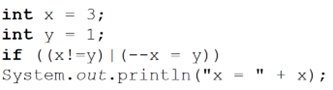 int x = 3;
int y = 1;
if ((x!=y)|(--x = y))
System.out.println("x = " + x);